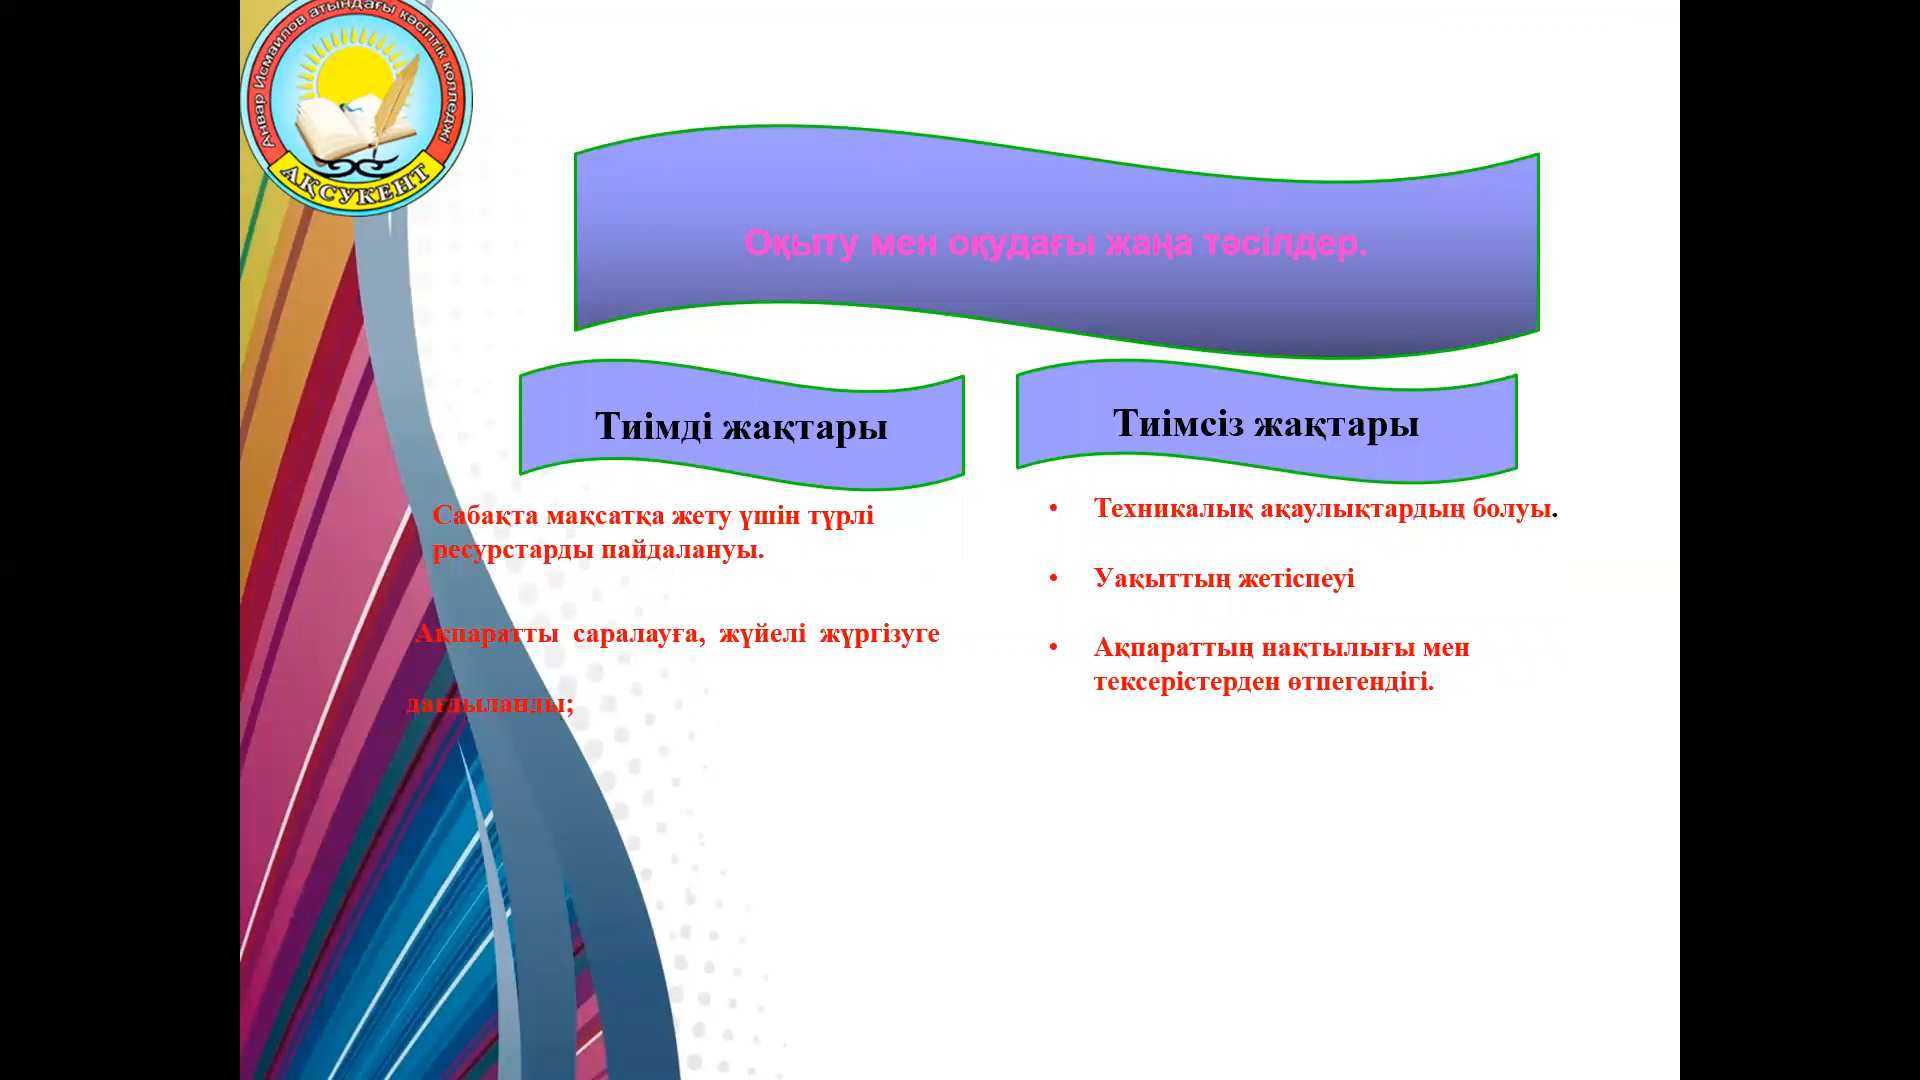 Анвар Исмаилов атындағы кәсіптік колледжі
АҚСУКЕНТ
Оқыту мен оқудағы жаңа тәсілдер.
Тиімді жақтары
Тиімсіз жақтары
Сабақта мақсатқа жету үшін түрлі
ресурстарды пайдалануы.
Ақпаратты саралауға, жүйелі жүргізуге
дағдыланды;
• Техникалық ақаулықтардың болуы.
• Уақыттың жетіспеуі
• Ақпараттың нақтылығы мен
тексерістерден өтпегендігі.